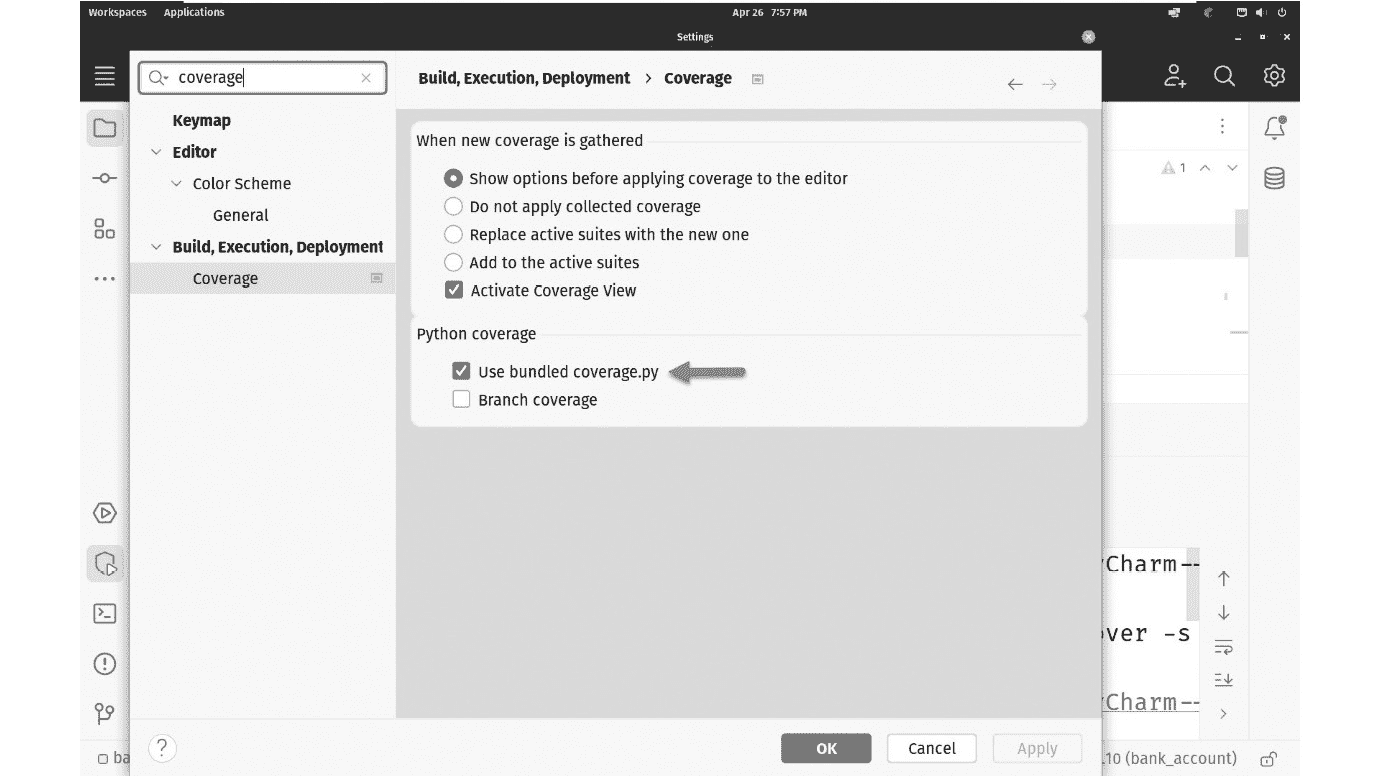 Workspaces Applications Apr 26 7:57 PM
Settings
coverage
Build, Execution, Deployment > Coverage
Keymap
Editor
Color Scheme
General
Build, Execution, Deployment
Coverage
When new coverage is gathered
Show options before applying coverage to the editor
Do not apply collected coverage
Replace active suites with the new one
Add to the active suites
Activate Coverage View
Python coverage
Use bundled coverage.py
Branch coverage
1
yCharm--
over -s
yCharm--
?
OK Cancel Apply
ba
.10 (bank_account)